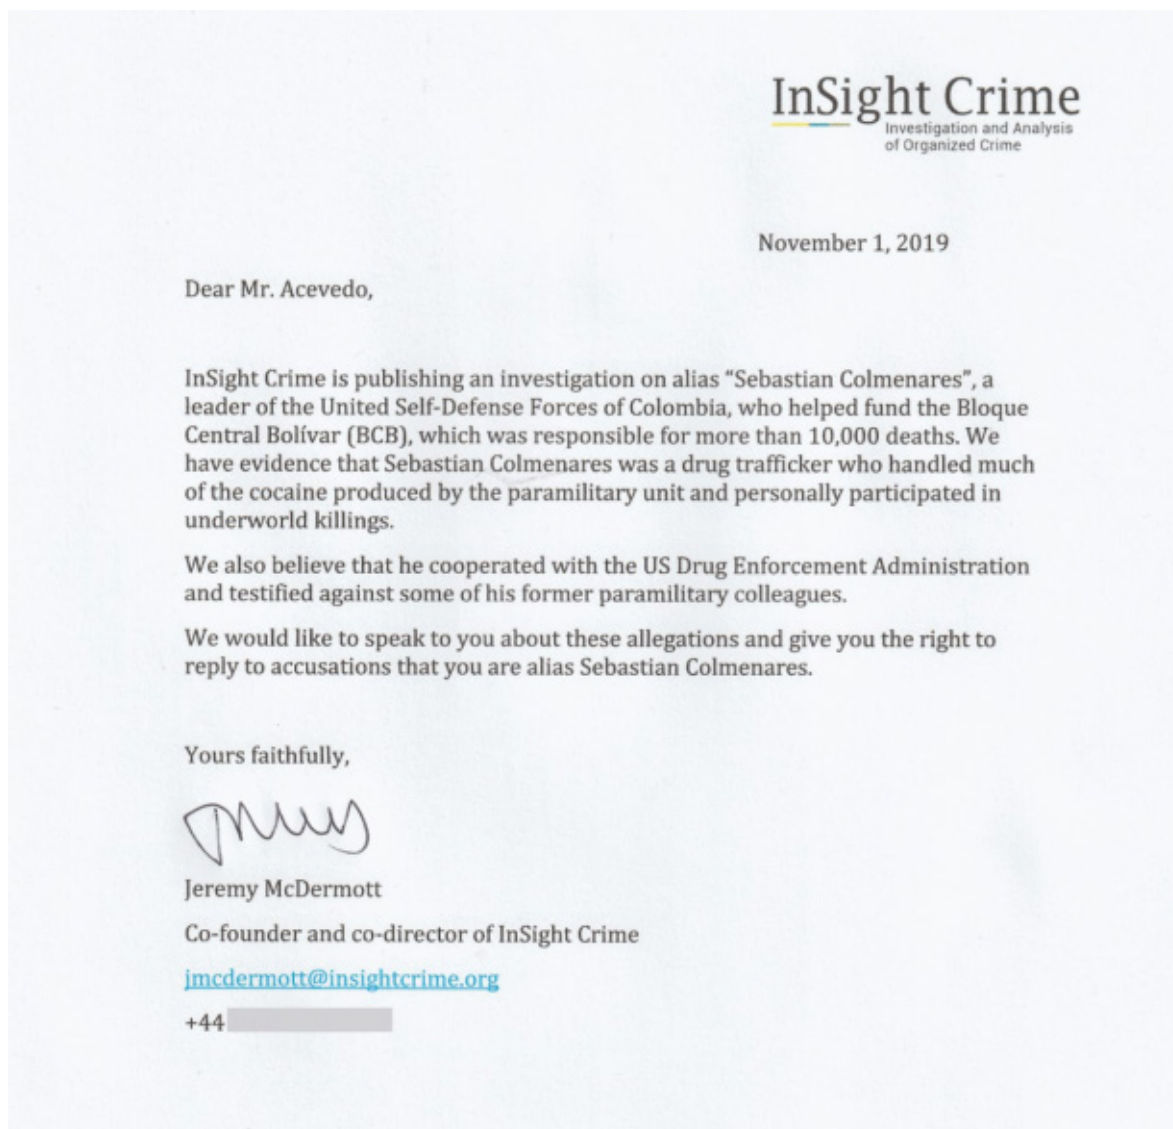 InSight Crime
Investigation and Analysis
of Organized Crime
November 1, 2019
Dear Mr. Acevedo,
InSight Crime is publishing an investigation on alias “Sebastian Colmenares”, a
leader of the United Self-Defense Forces of Colombia, who helped fund the Bloque
Central Bolívar (BCB), which was responsible for more than 10,000 deaths. We
have evidence that Sebastian Colmenares was a drug trafficker who handled much
of the cocaine produced by the paramilitary unit and personally participated in
underworld killings.
We also believe that he cooperated with the US Drug Enforcement Administration
and testified against some of his former paramilitary colleagues.
We would like to speak to you about these allegations and give you the right to
reply to accusations that you are alias Sebastian Colmenares.
Yours faithfully,
Jeremy McDermott
Co-founder and co-director of InSight Crime
jmcdermott@insightcrime.org
+44